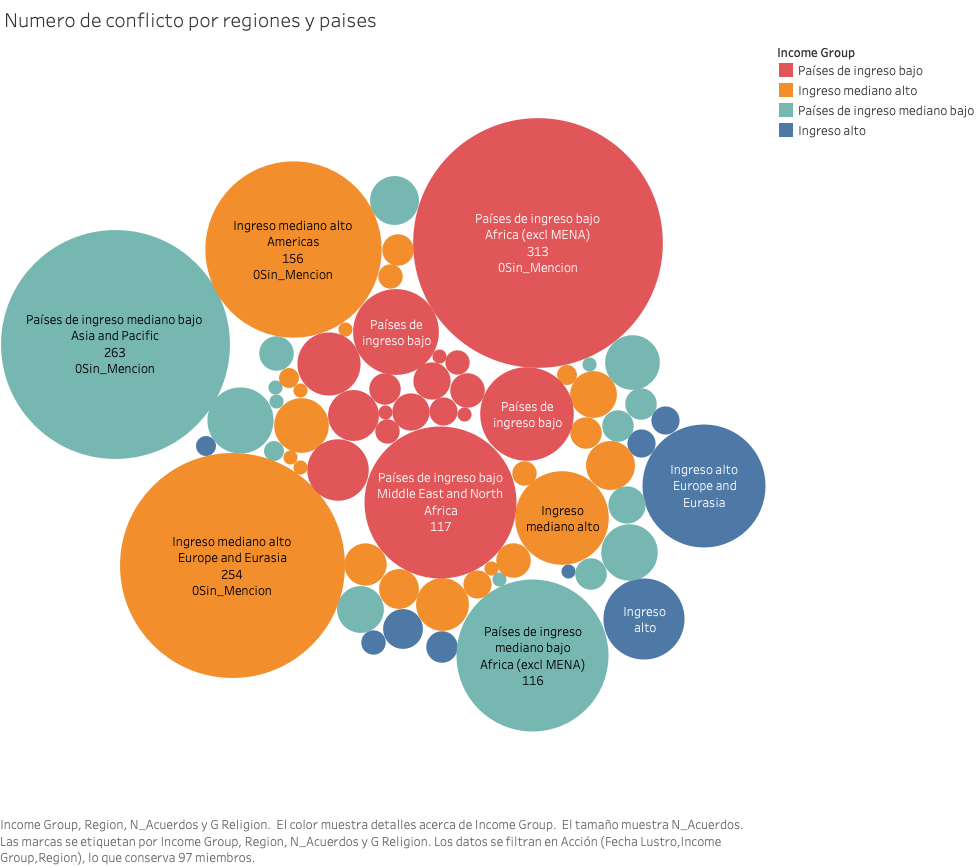 Numero de conflicto por regiones y paises
Income Group
Países de ingreso bajo
Ingreso mediano alto
Países de ingreso mediano bajo
Ingreso alto
Países de ingreso bajo
Africa (excl MENA)
313
0Sin_Mencion
Ingreso mediano alto
Americas
156
0Sin_Mencion
Países de ingreso mediano bajo
Asia and Pacific
263
0Sin_Mencion
Países de
ingreso bajo
Países de
ingreso bajo
Países de ingreso bajo
Middle East and North
Africa
117
Ingreso alto
Europe and
Eurasia
Ingreso
mediano alto
Ingreso mediano alto
Europe and Eurasia
254
0Sin_Mencion
Ingreso
alto
Países de ingreso
mediano bajo
Africa (excl MENA)
116
Income Group, Region, N_Acuerdos y G Religion.  El color muestra detalles acerca de Income Group.  El tamaño muestra N_Acuerdos.
Las marcas se etiquetan por Income Group, Region, N_Acuerdos y G Religion. Los datos se filtran en Acción (Fecha Lustro,Income
Group,Region), lo que conserva 97 miembros.